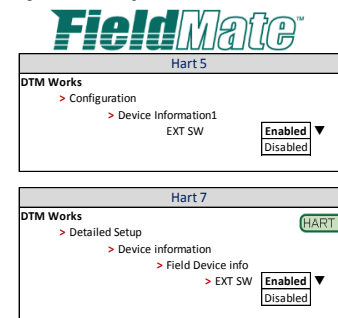 FieldMate™
Hart 5
DTM Works
> Configuration
> Device Information1
EXT SW Enabled ▼
Disabled
Hart 7
DTM Works
HART
> Detailed Setup
> Device information
> Field Device info
> EXT SW Enabled ▼
Disabled